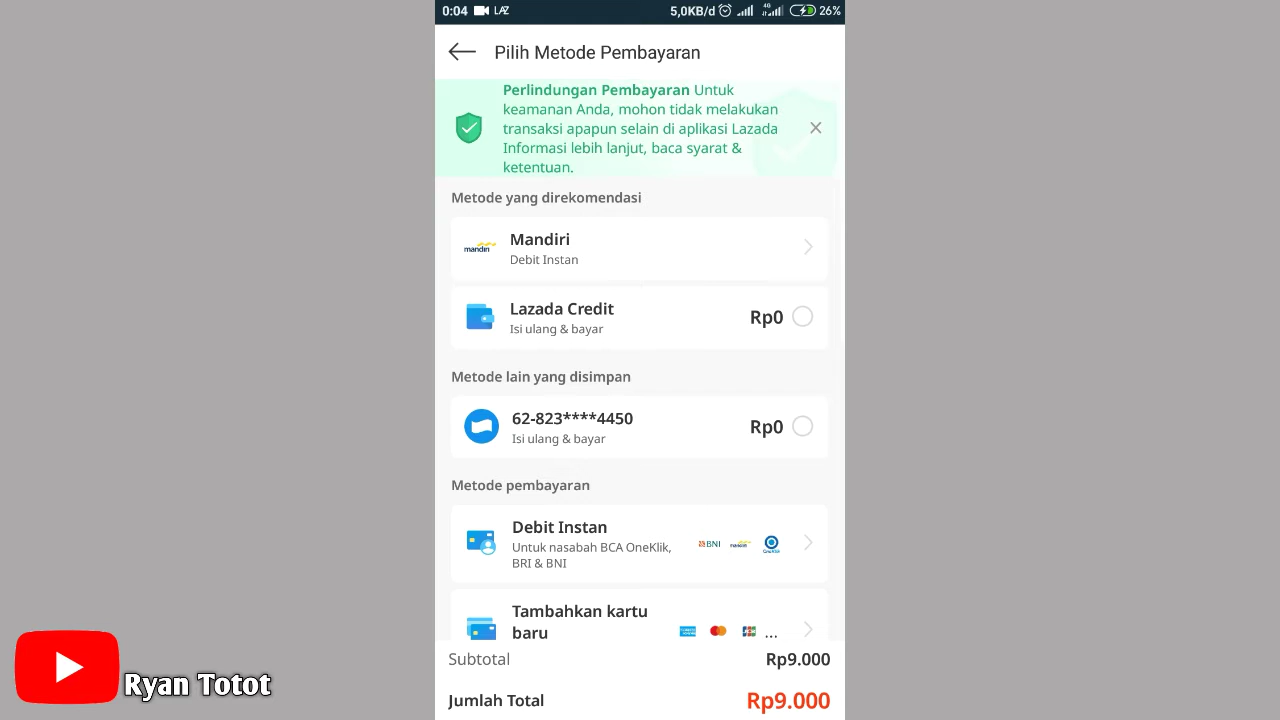 0:04 LAZ 5,0KB/d 4G 26%
Pilih Metode Pembayaran
Perlindungan Pembayaran Untuk
keamanan Anda, mohon tidak melakukan
transaksi apapun selain di aplikasi Lazada
Informasi lebih lanjut, baca syarat &
ketentuan.
Metode yang direkomendasi
mandiri Mandiri
Debit Instan
Lazada Credit Rp0
Isi ulang & bayar
Metode lain yang disimpan
62-823****4450 Rp0
Isi ulang & bayar
Metode pembayaran
Debit Instan
Untuk nasabah BCA OneKlik, BNI mandiri
BRI & BNI
Tambahkan kartu
baru ...
Subtotal Rp9.000
Jumlah Total Rp9.000
Ryan Totot